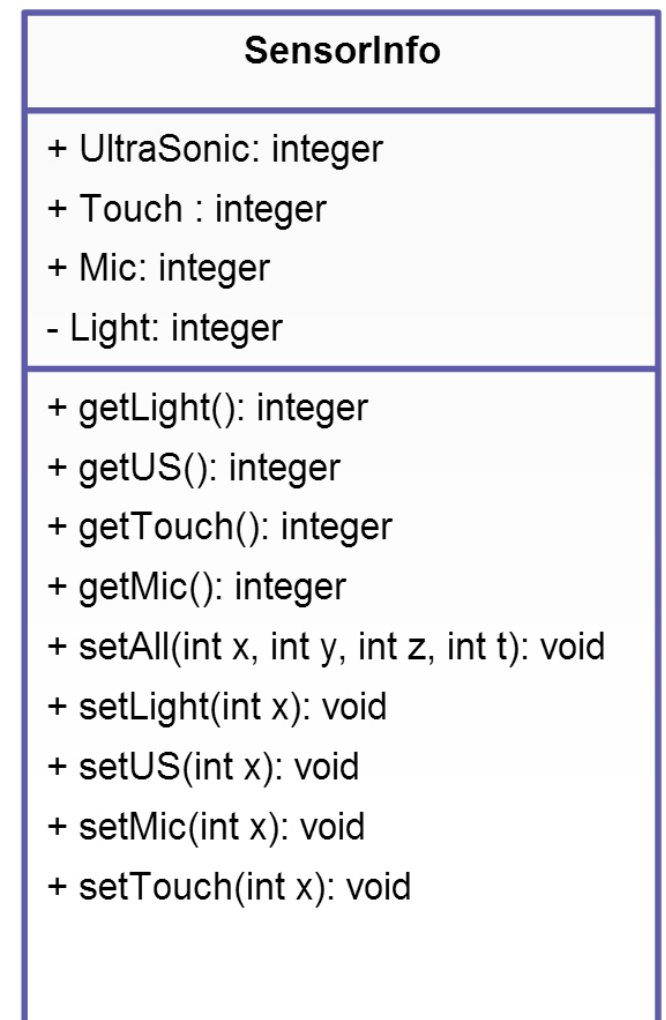 SensorInfo
+ UltraSonic: integer
+ Touch : integer
+ Mic: integer
- Light: integer
+ getLight(): integer
+ getUS(): integer
+ getTouch(): integer
+ getMic(): integer
+ setAll(int x, int y, int z, int t): void
+ setLight(int x): void
+ setUS(int x): void
+ setMic(int x): void
+ setTouch(int x): void